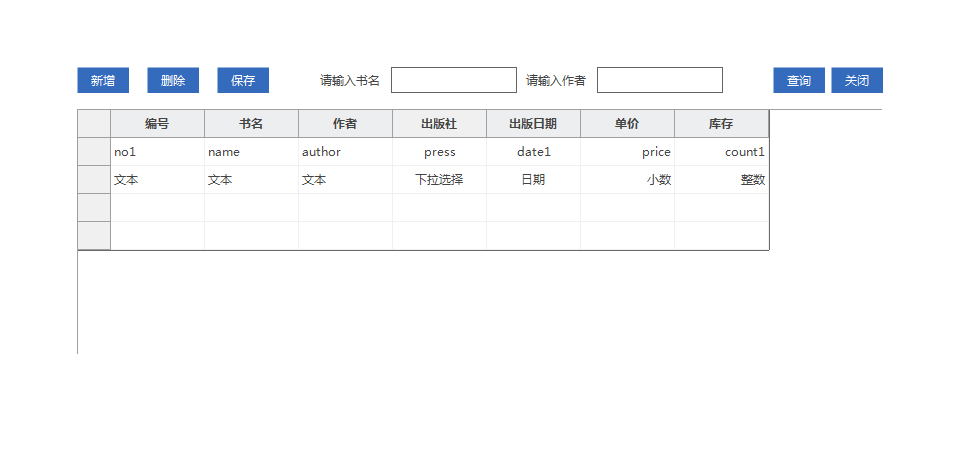 新增 删除 保存 请输入书名 请输入作者 查询 关闭
编号 书名 作者 出版社 出版日期 单价 库存
no1 name author press date1 price count1
文本 文本 文本 下拉选择 日期 小数 整数